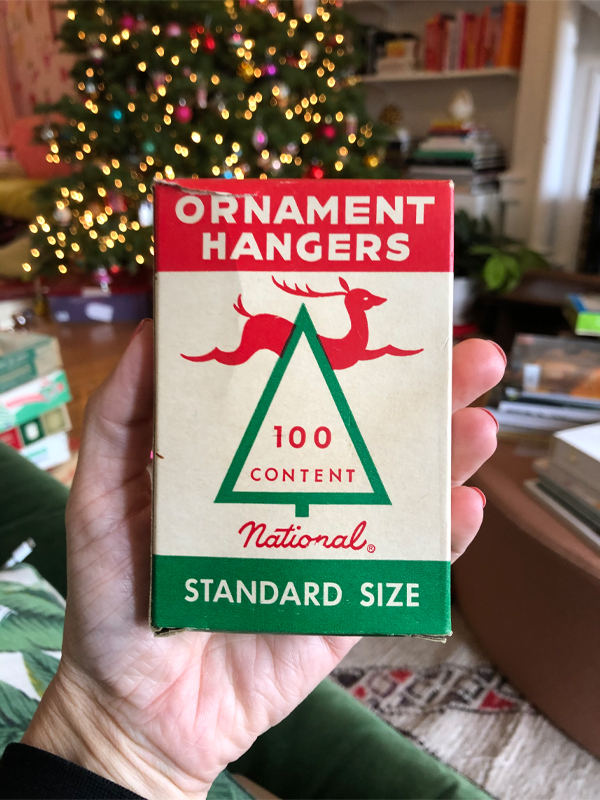 ORNAMENT
HANGERS
100
CONTENT
National®
STANDARD SIZE